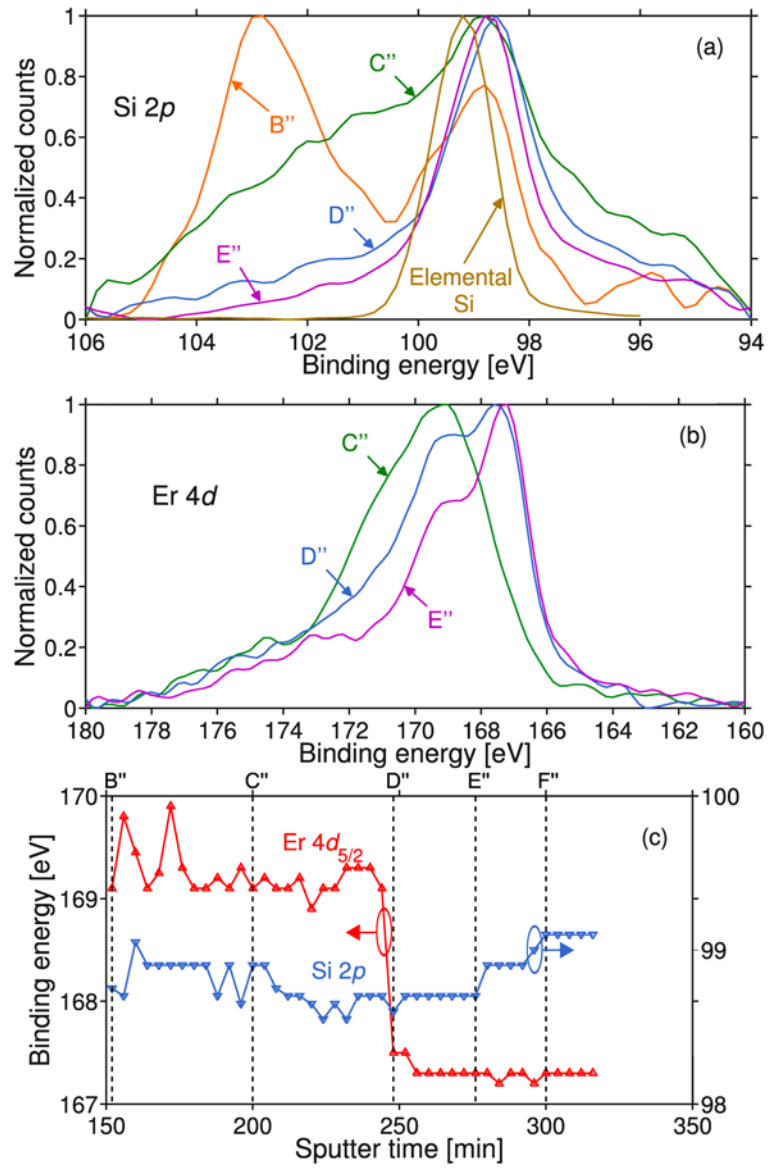 (a)
Si 2p
C''
B''
D''
E''
Elemental
Si
Normalized counts
1
0.8
0.6
0.4
0.2
0
106 104 102 100 98 96 94
Binding energy [eV]
(b)
Er 4d
C''
D''
E''
Normalized counts
1
0.8
0.6
0.4
0.2
0
180 178 176 174 172 170 168 166 164 162 160
Binding energy [eV]
B'' C'' D'' E'' F''
(c)
Er 4d5/2
Si 2p
Binding energy [eV]
170
169
168
167
100
99
98
Binding energy [eV]
150 200 250 300 350
Sputter time [min]